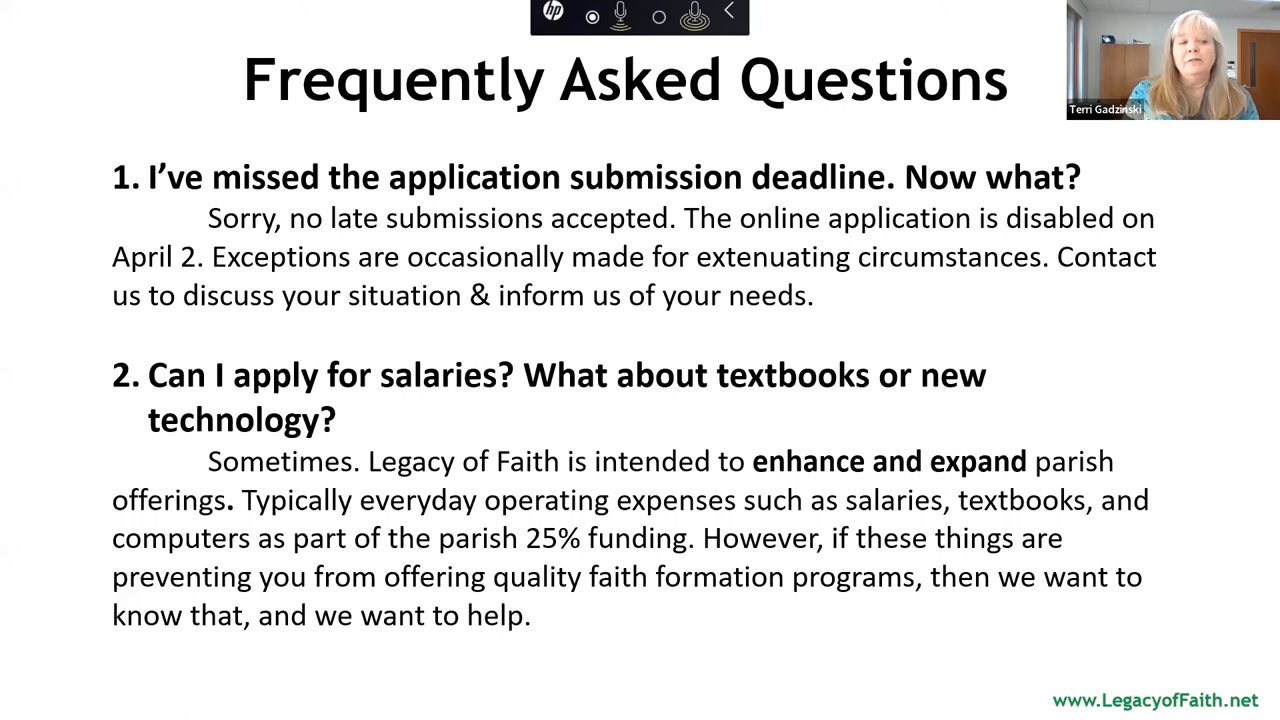 hp
Frequently Asked Questions
Terri Gadzinski
1. I’ve missed the application submission deadline. Now what?
Sorry, no late submissions accepted. The online application is disabled on
April 2. Exceptions are occasionally made for extenuating circumstances. Contact
us to discuss your situation & inform us of your needs.
2. Can I apply for salaries? What about textbooks or new
technology?
Sometimes. Legacy of Faith is intended to enhance and expand parish
offerings. Typically everyday operating expenses such as salaries, textbooks, and
computers as part of the parish 25% funding. However, if these things are
preventing you from offering quality faith formation programs, then we want to
know that, and we want to help.
www.LegacyofFaith.net